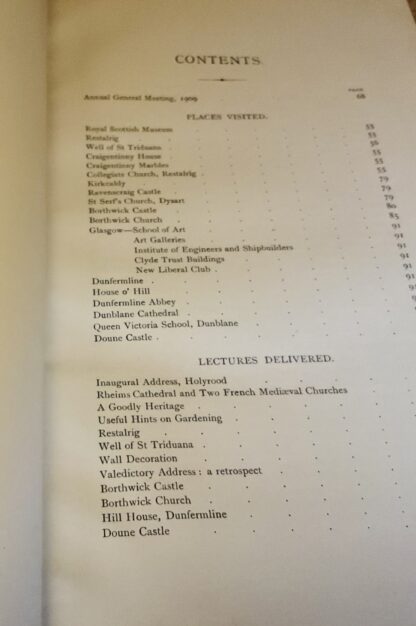 CONTENTS.
PAGE
Annual General Meeting, 1909 68
PLACES VISITED.
Royal Scottish Museum 53
Restalrig 55
Well of St Triduana 56
Craigentinny House 55
Craigentinny Marbles 55
Collegiate Church, Restalrig 55
Kirkcaldy 79
Ravenscraig Castle 79
St Serf's Church, Dysart 79
Borthwick Castle 80
Borthwick Church 85
Glasgow—School of Art 91
Art Galleries 91
Institute of Engineers and Shipbuilders 91
Clyde Trust Buildings 91
New Liberal Club 91
Dunfermline
House o' Hill
Dunfermline Abbey
Dunblane Cathedral
Queen Victoria School, Dunblane
Doune Castle
LECTURES DELIVERED.
Inaugural Address, Holyrood
Rheims Cathedral and Two French Mediæval Churches
A Goodly Heritage
Useful Hints on Gardening
Restalrig
Well of St Triduana
Wall Decoration
Valedictory Address: a retrospect
Borthwick Castle
Borthwick Church
Hill House, Dunfermline
Doune Castle